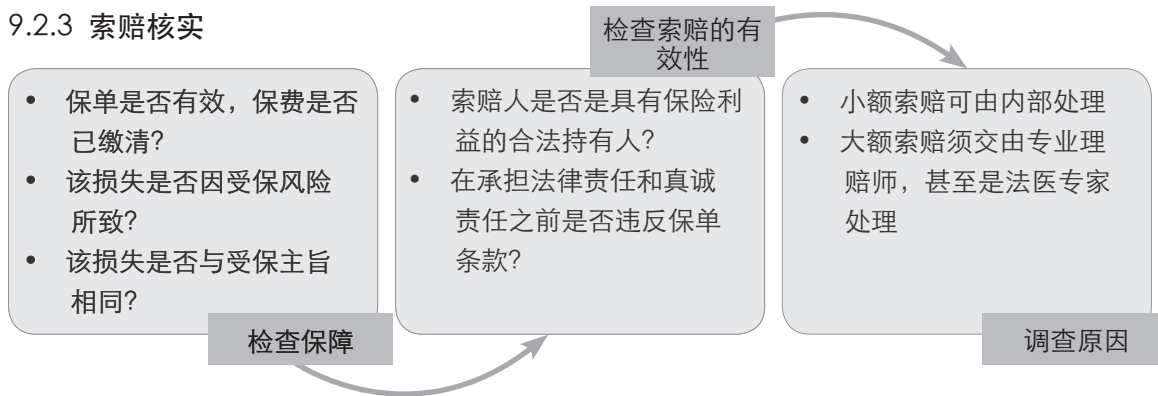 9.2.3 索赔核实
• 保单是否有效，保费是否
已缴清？
• 该损失是否因受保风险
所致？
• 该损失是否与受保主旨
相同？
检查保障
检查索赔的有
效性
• 索赔人是否是具有保险利
益的合法持有人？
• 在承担法律责任和真诚
责任之前是否违反保单
条款？
• 小额索赔可由内部处理
• 大额索赔须交由专业理
赔师，甚至是法医专家
处理
调查原因